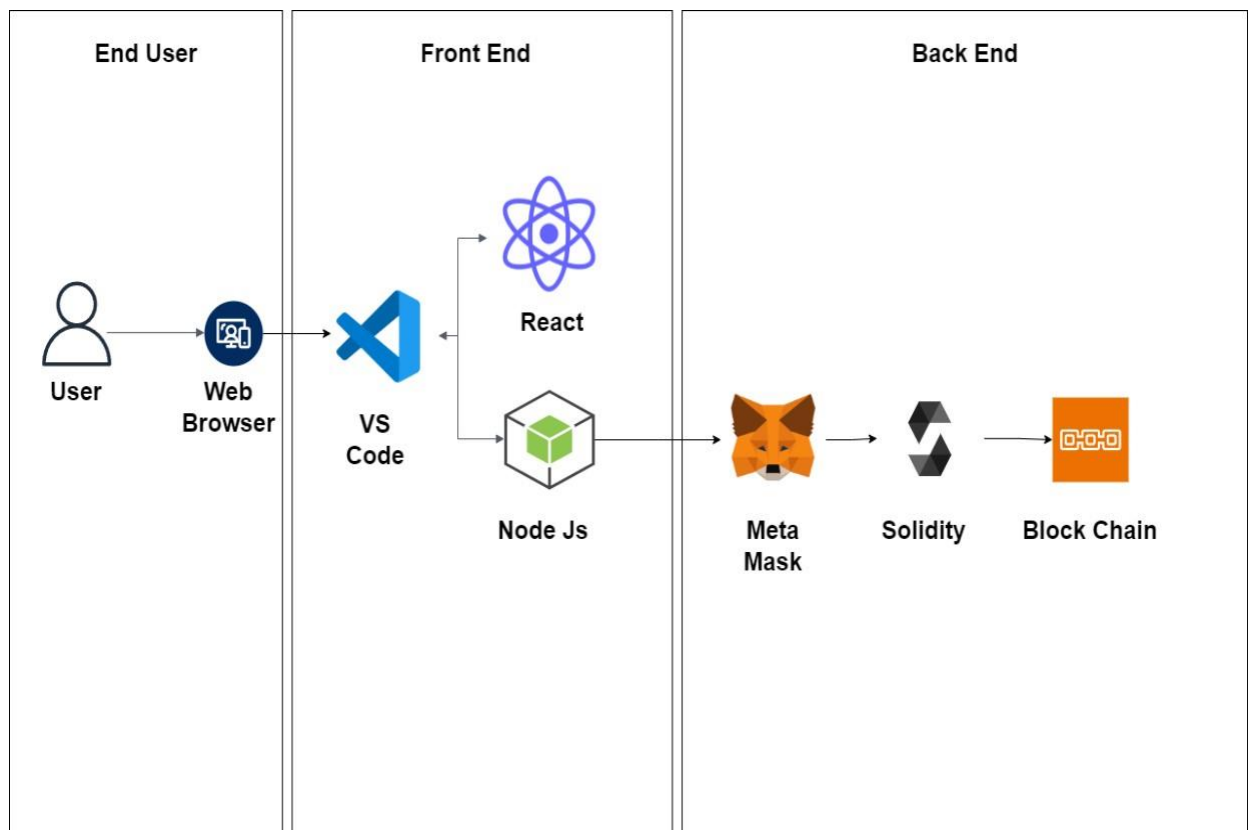 End User
Front End
Back End
React
User
Web
Browser
VS
Code
Node Js
Meta
Mask
Solidity
Block Chain